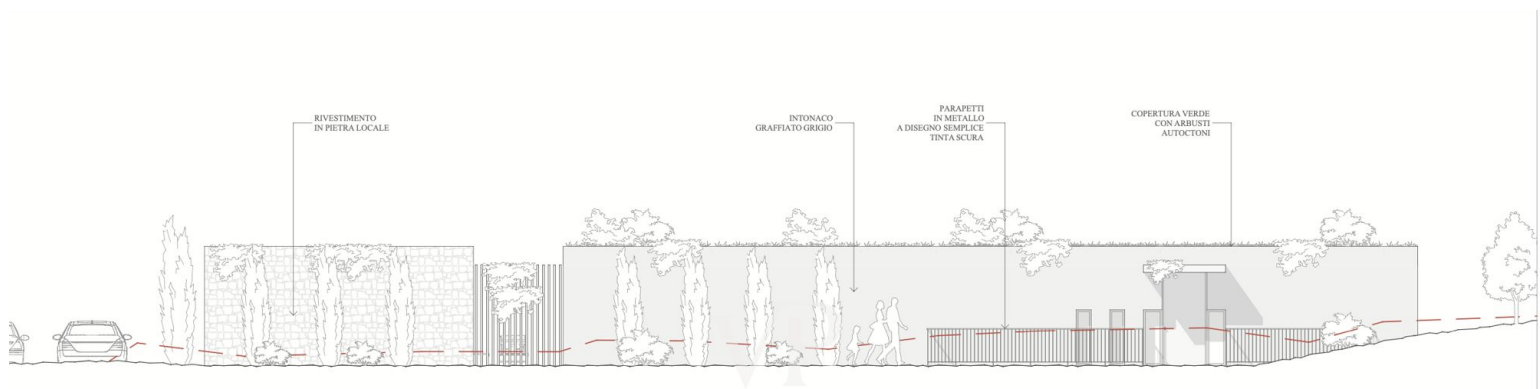 RIVESTIMENTO
IN PIETRA LOCALE
INTONACO
GRAFFIATO GRIGIO
PARAPETTI
IN METALLO
A DISEGNO SEMPLICE
TINTA SCURA
COPERTURA VERDE
CON ARBUSTI
AUTOCTONI